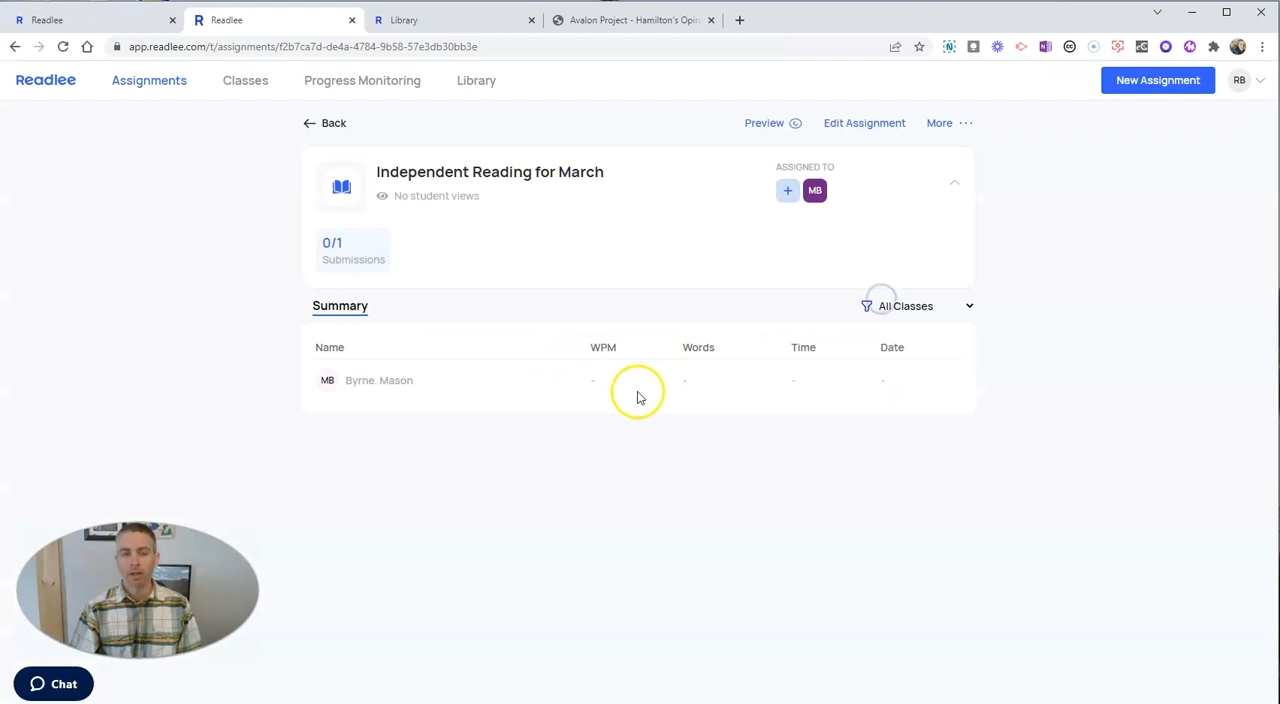 Readlee
Readlee
Library
Avalon Project - Hamilton's Opin
app.readlee.com/t/assignments/f2b7ca7d-de4a-4784-9b58-57e3db30bb3e
Readlee Assignments Classes Progress Monitoring Library New Assignment RB
Back Preview Edit Assignment More ···
Independent Reading for March ASSIGNED TO
No student views + MB
0/1
Submissions
Summary All Classes
Name WPM Words Time Date
MB Byrne. Mason - - - -
Chat